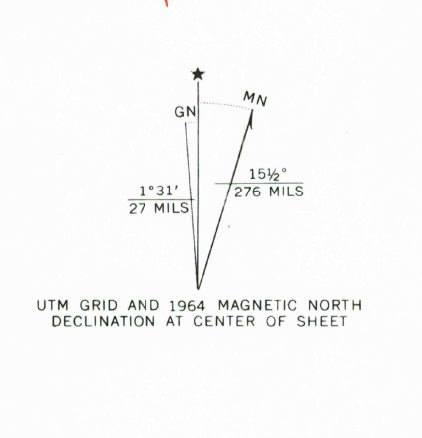 MN
GN
15½°
276 MILS
1°31'
27 MILS
UTM GRID AND 1964 MAGNETIC NORTH
DECLINATION AT CENTER OF SHEET